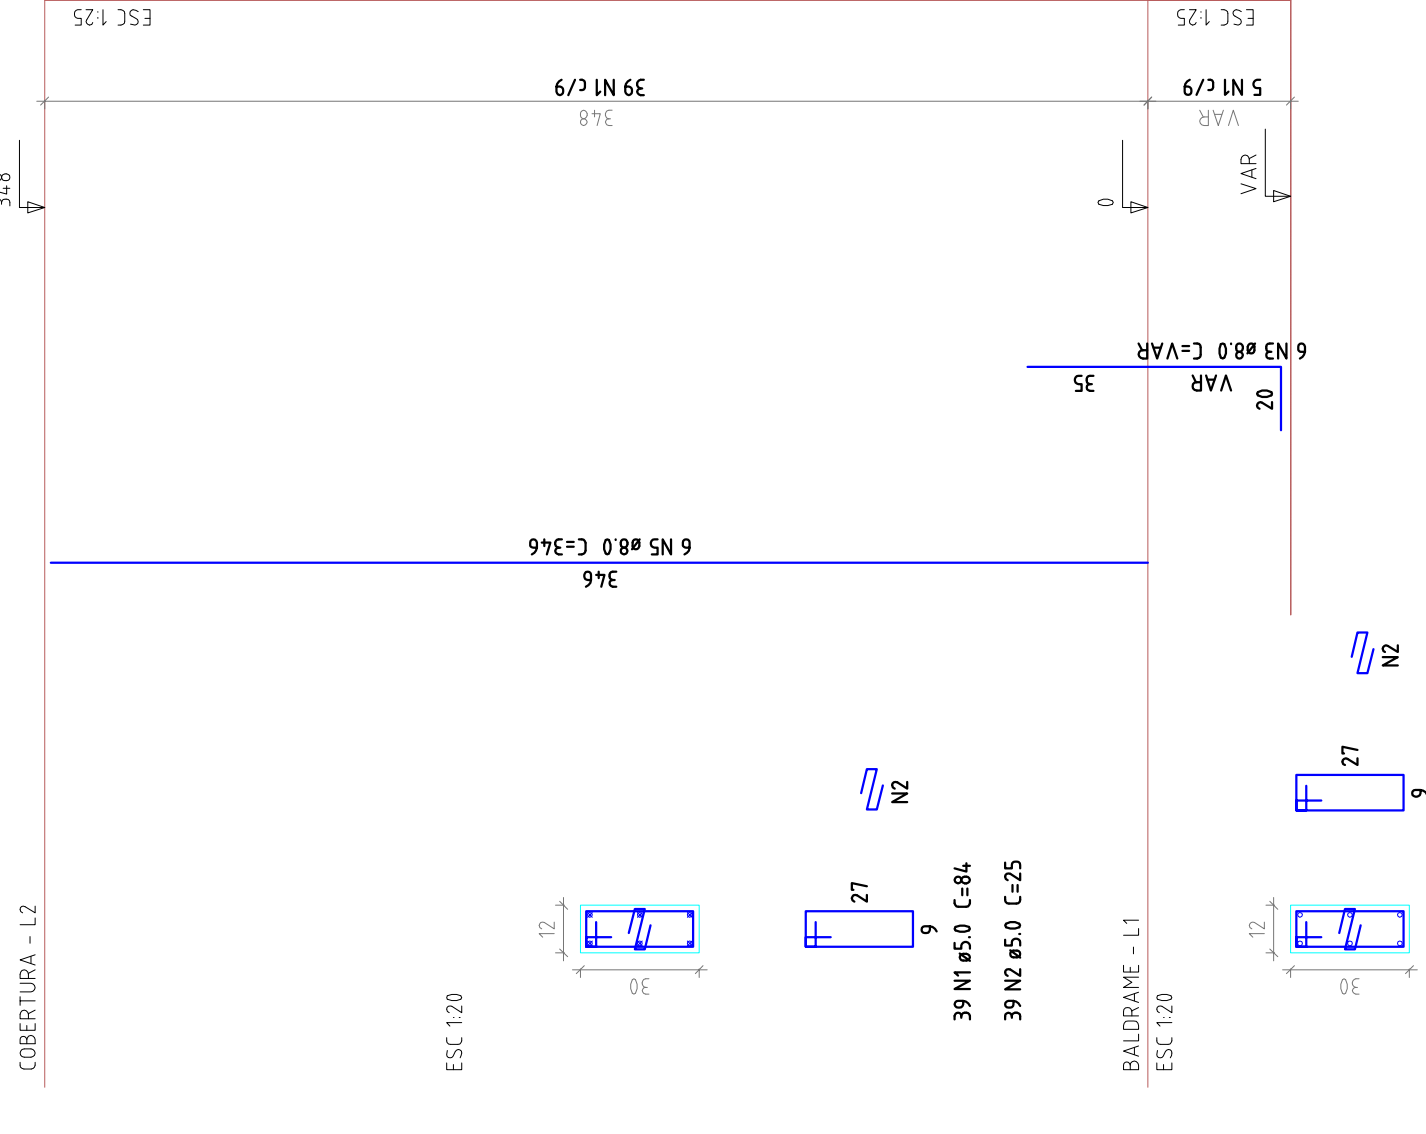 ESC 1:25
ESC 1:25
39 N1 c/9
348
5 N1 c/9
VAR
348
0
VAR
6 N3 ø8.0 C=VAR
35
VAR
20
6 N5 ø8.0 C=346
346
COBERTURA - L2
ESC 1:20
12
30
27
9
N2
39 N1 ø5.0 C=84
39 N2 ø5.0 C=25
BALDRAME - L1
ESC 1:20
12
30
27
9
N2